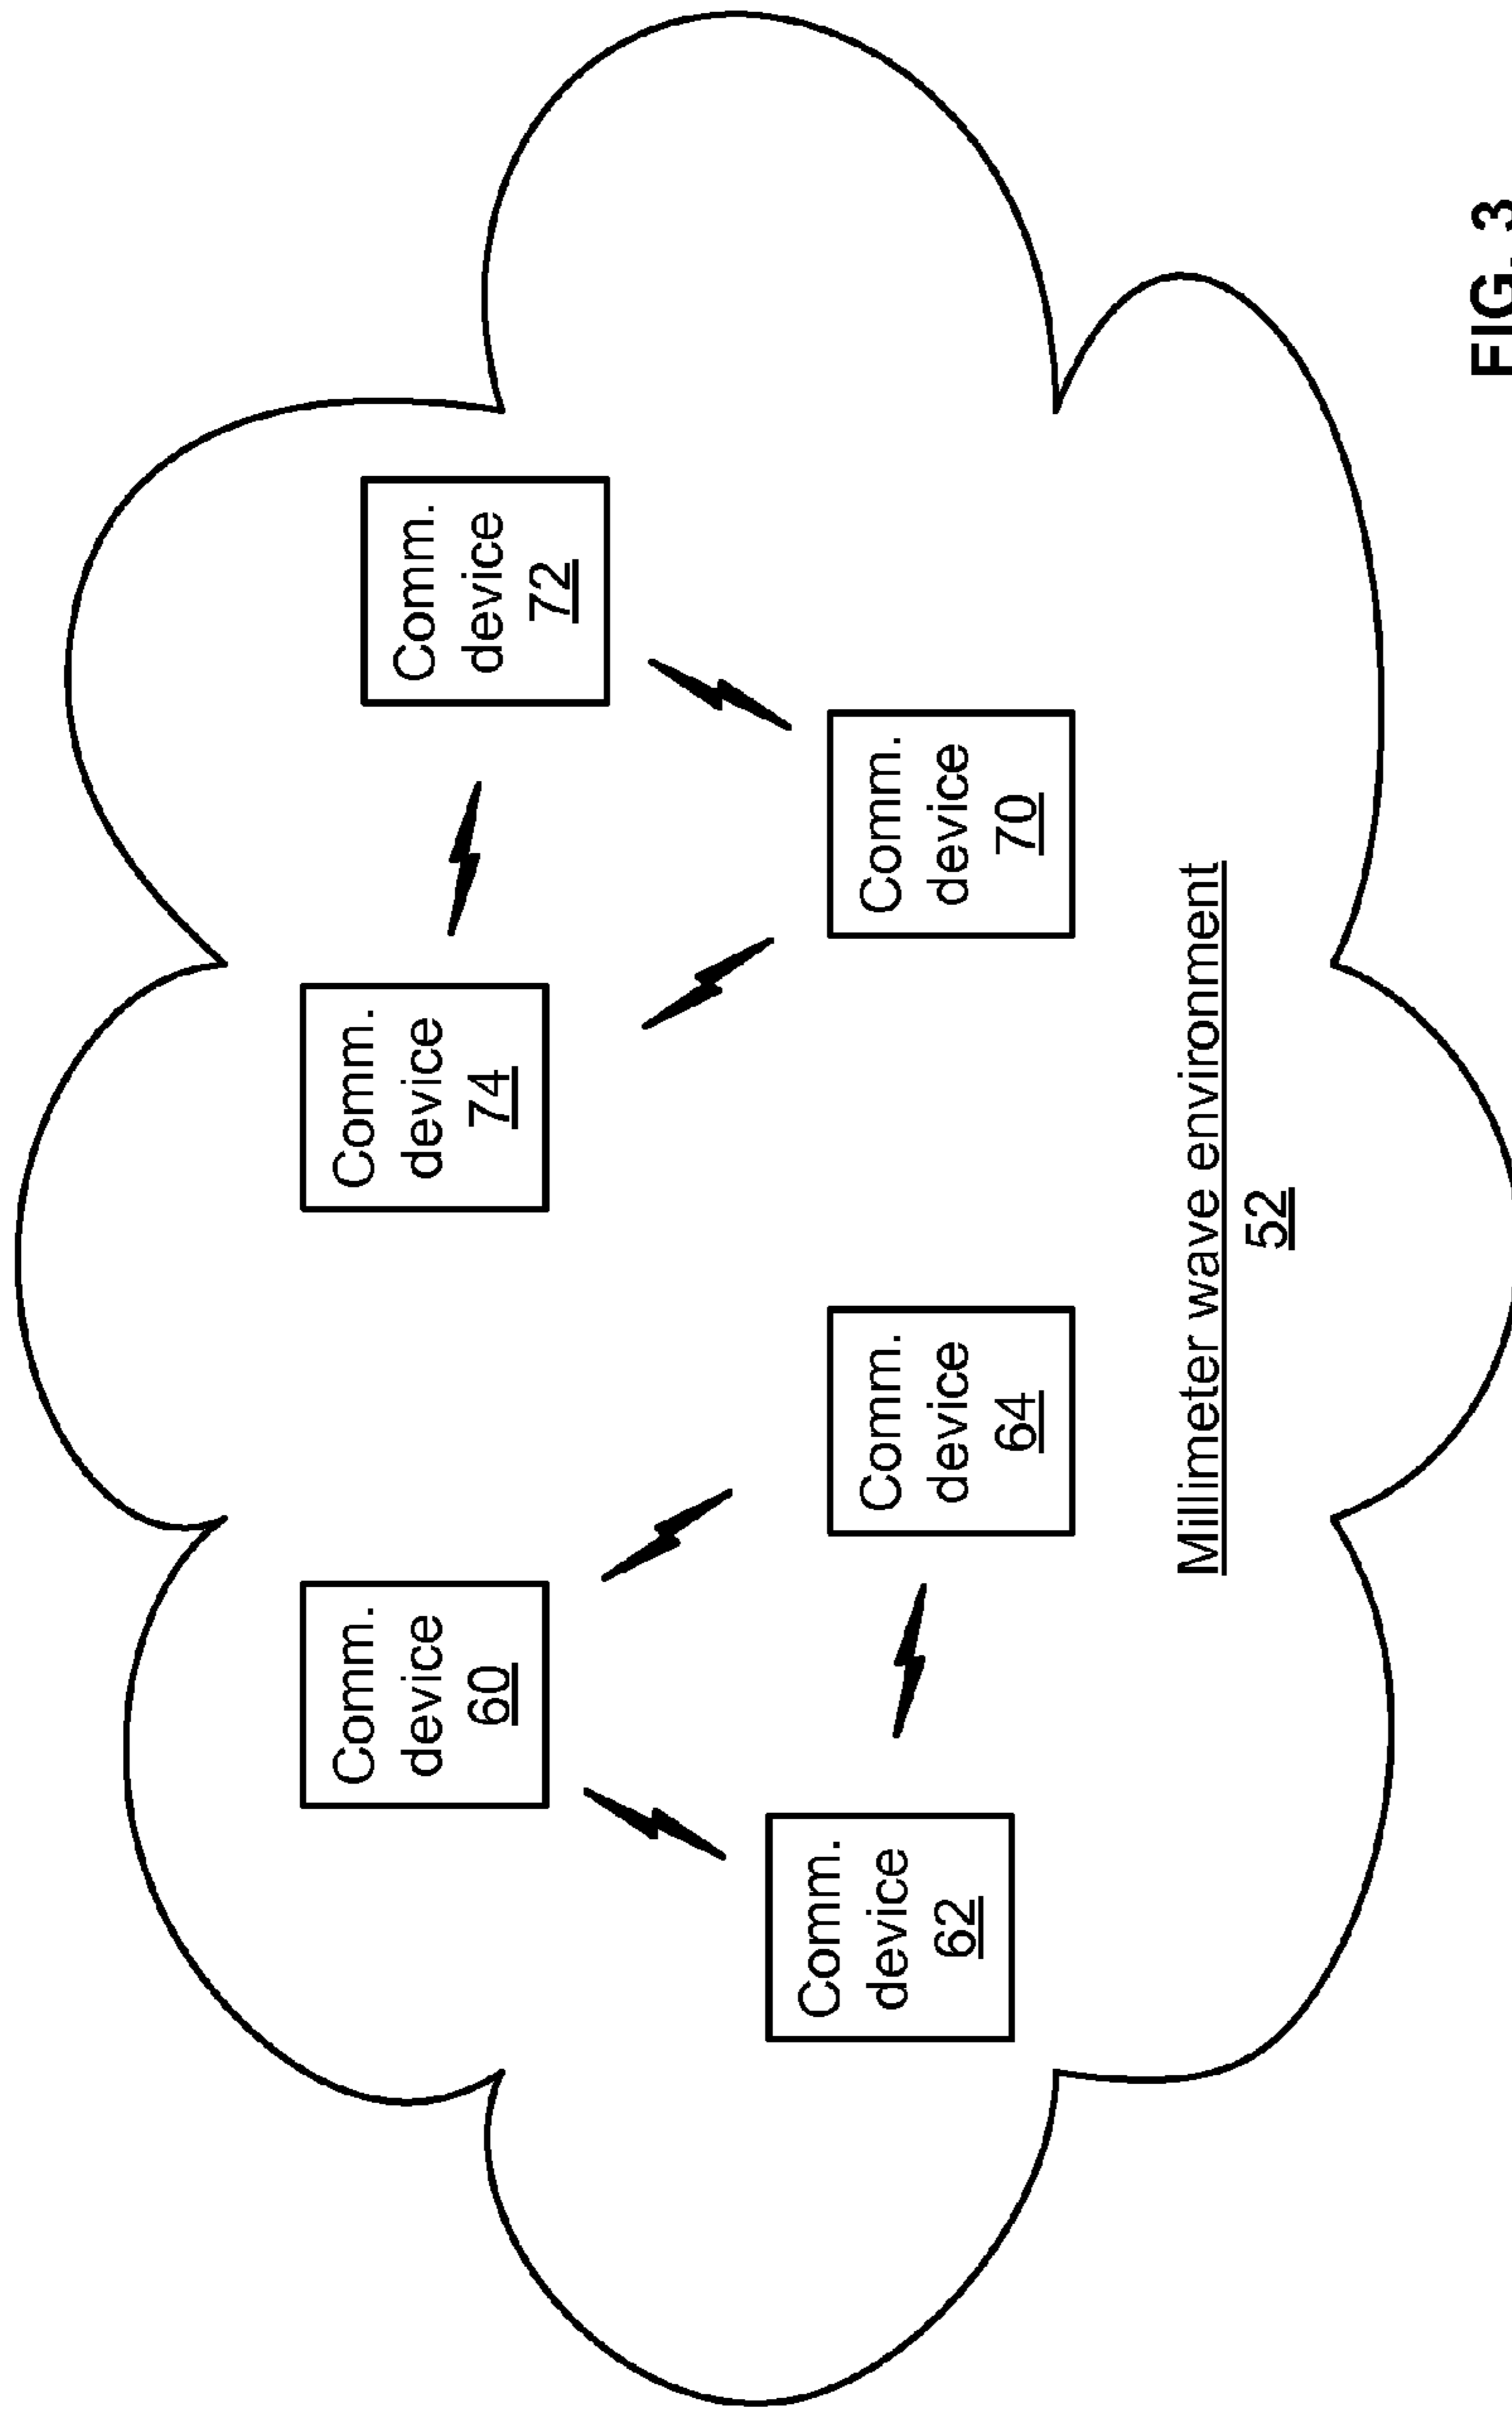 Comm.
device
60
Comm.
device
74
Comm.
device
72
Comm.
device
62
Comm.
device
64
Comm.
device
70
Millimeter wave environment
52
FIG. 3